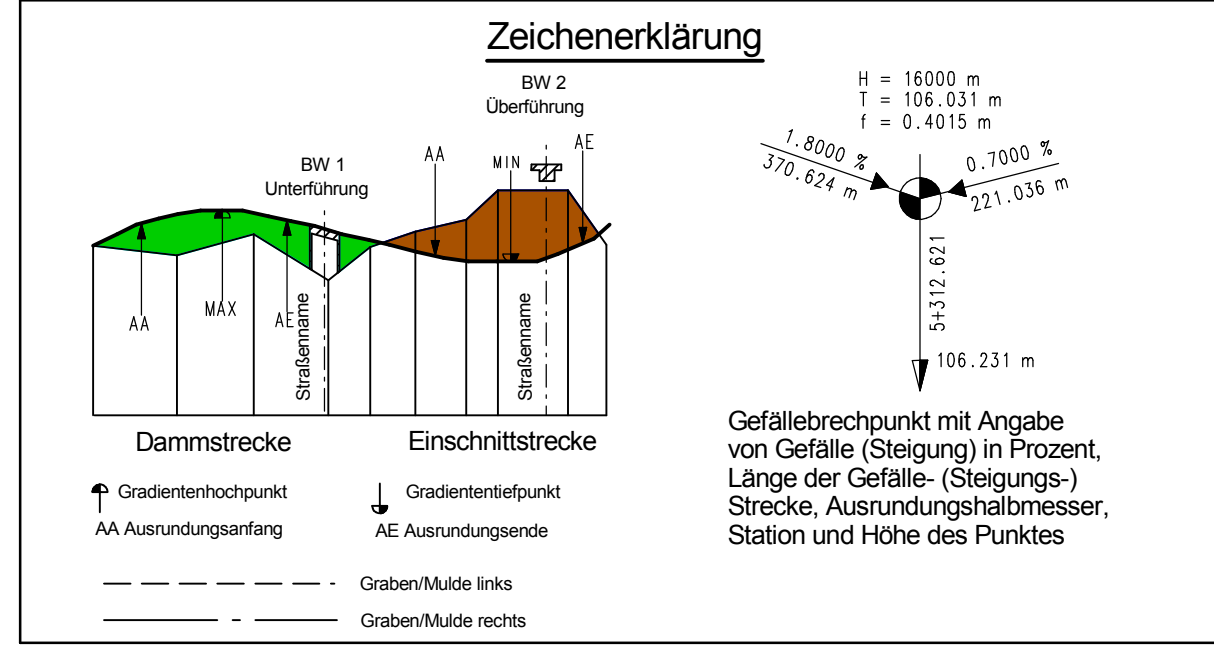 Zeichenerklärung
BW 2
Überführung
BW 1
Unterführung
AA
MIN
AE
AA
MAX
AE
Straßenname
Straßenname
Dammstrecke
Einschnittstrecke
Gradientenhochpunkt
Gradiententiefpunkt
AA Ausrundungsanfang
AE Ausrundungsende
Graben/Mulde links
Graben/Mulde rechts
H = 16000 m
T = 106.031 m
f = 0.4015 m
1.8000 %
370.624 m
0.7000 %
221.036 m
5+312.621
106.231 m
Gefällebrechpunkt mit Angabe
von Gefälle (Steigung) in Prozent,
Länge der Gefälle- (Steigungs-)
Strecke, Ausrundungshalbmesser,
Station und Höhe des Punktes